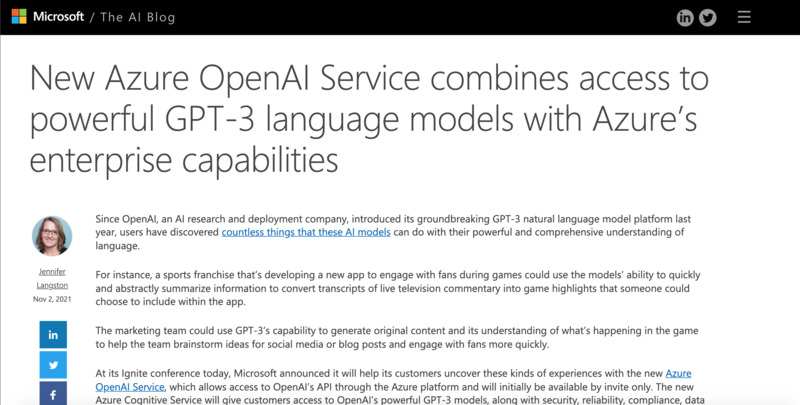 Microsoft / The AI Blog
New Azure OpenAI Service combines access to
powerful GPT-3 language models with Azure’s
enterprise capabilities
Since OpenAI, an AI research and deployment company, introduced its groundbreaking GPT-3 natural language model platform last
year, users have discovered countless things that these AI models can do with their powerful and comprehensive understanding of
language.
Jennifer
Langston
Nov 2, 2021
For instance, a sports franchise that’s developing a new app to engage with fans during games could use the models’ ability to quickly
and abstractly summarize information to convert transcripts of live television commentary into game highlights that someone could
choose to include within the app.
The marketing team could use GPT-3’s capability to generate original content and its understanding of what’s happening in the game
to help the team brainstorm ideas for social media or blog posts and engage with fans more quickly.
At its Ignite conference today, Microsoft announced it will help its customers uncover these kinds of experiences with the new Azure
OpenAI Service, which allows access to OpenAI’s API through the Azure platform and will initially be available by invite only. The new
Azure Cognitive Service will give customers access to OpenAI’s powerful GPT-3 models, along with security, reliability, compliance, data